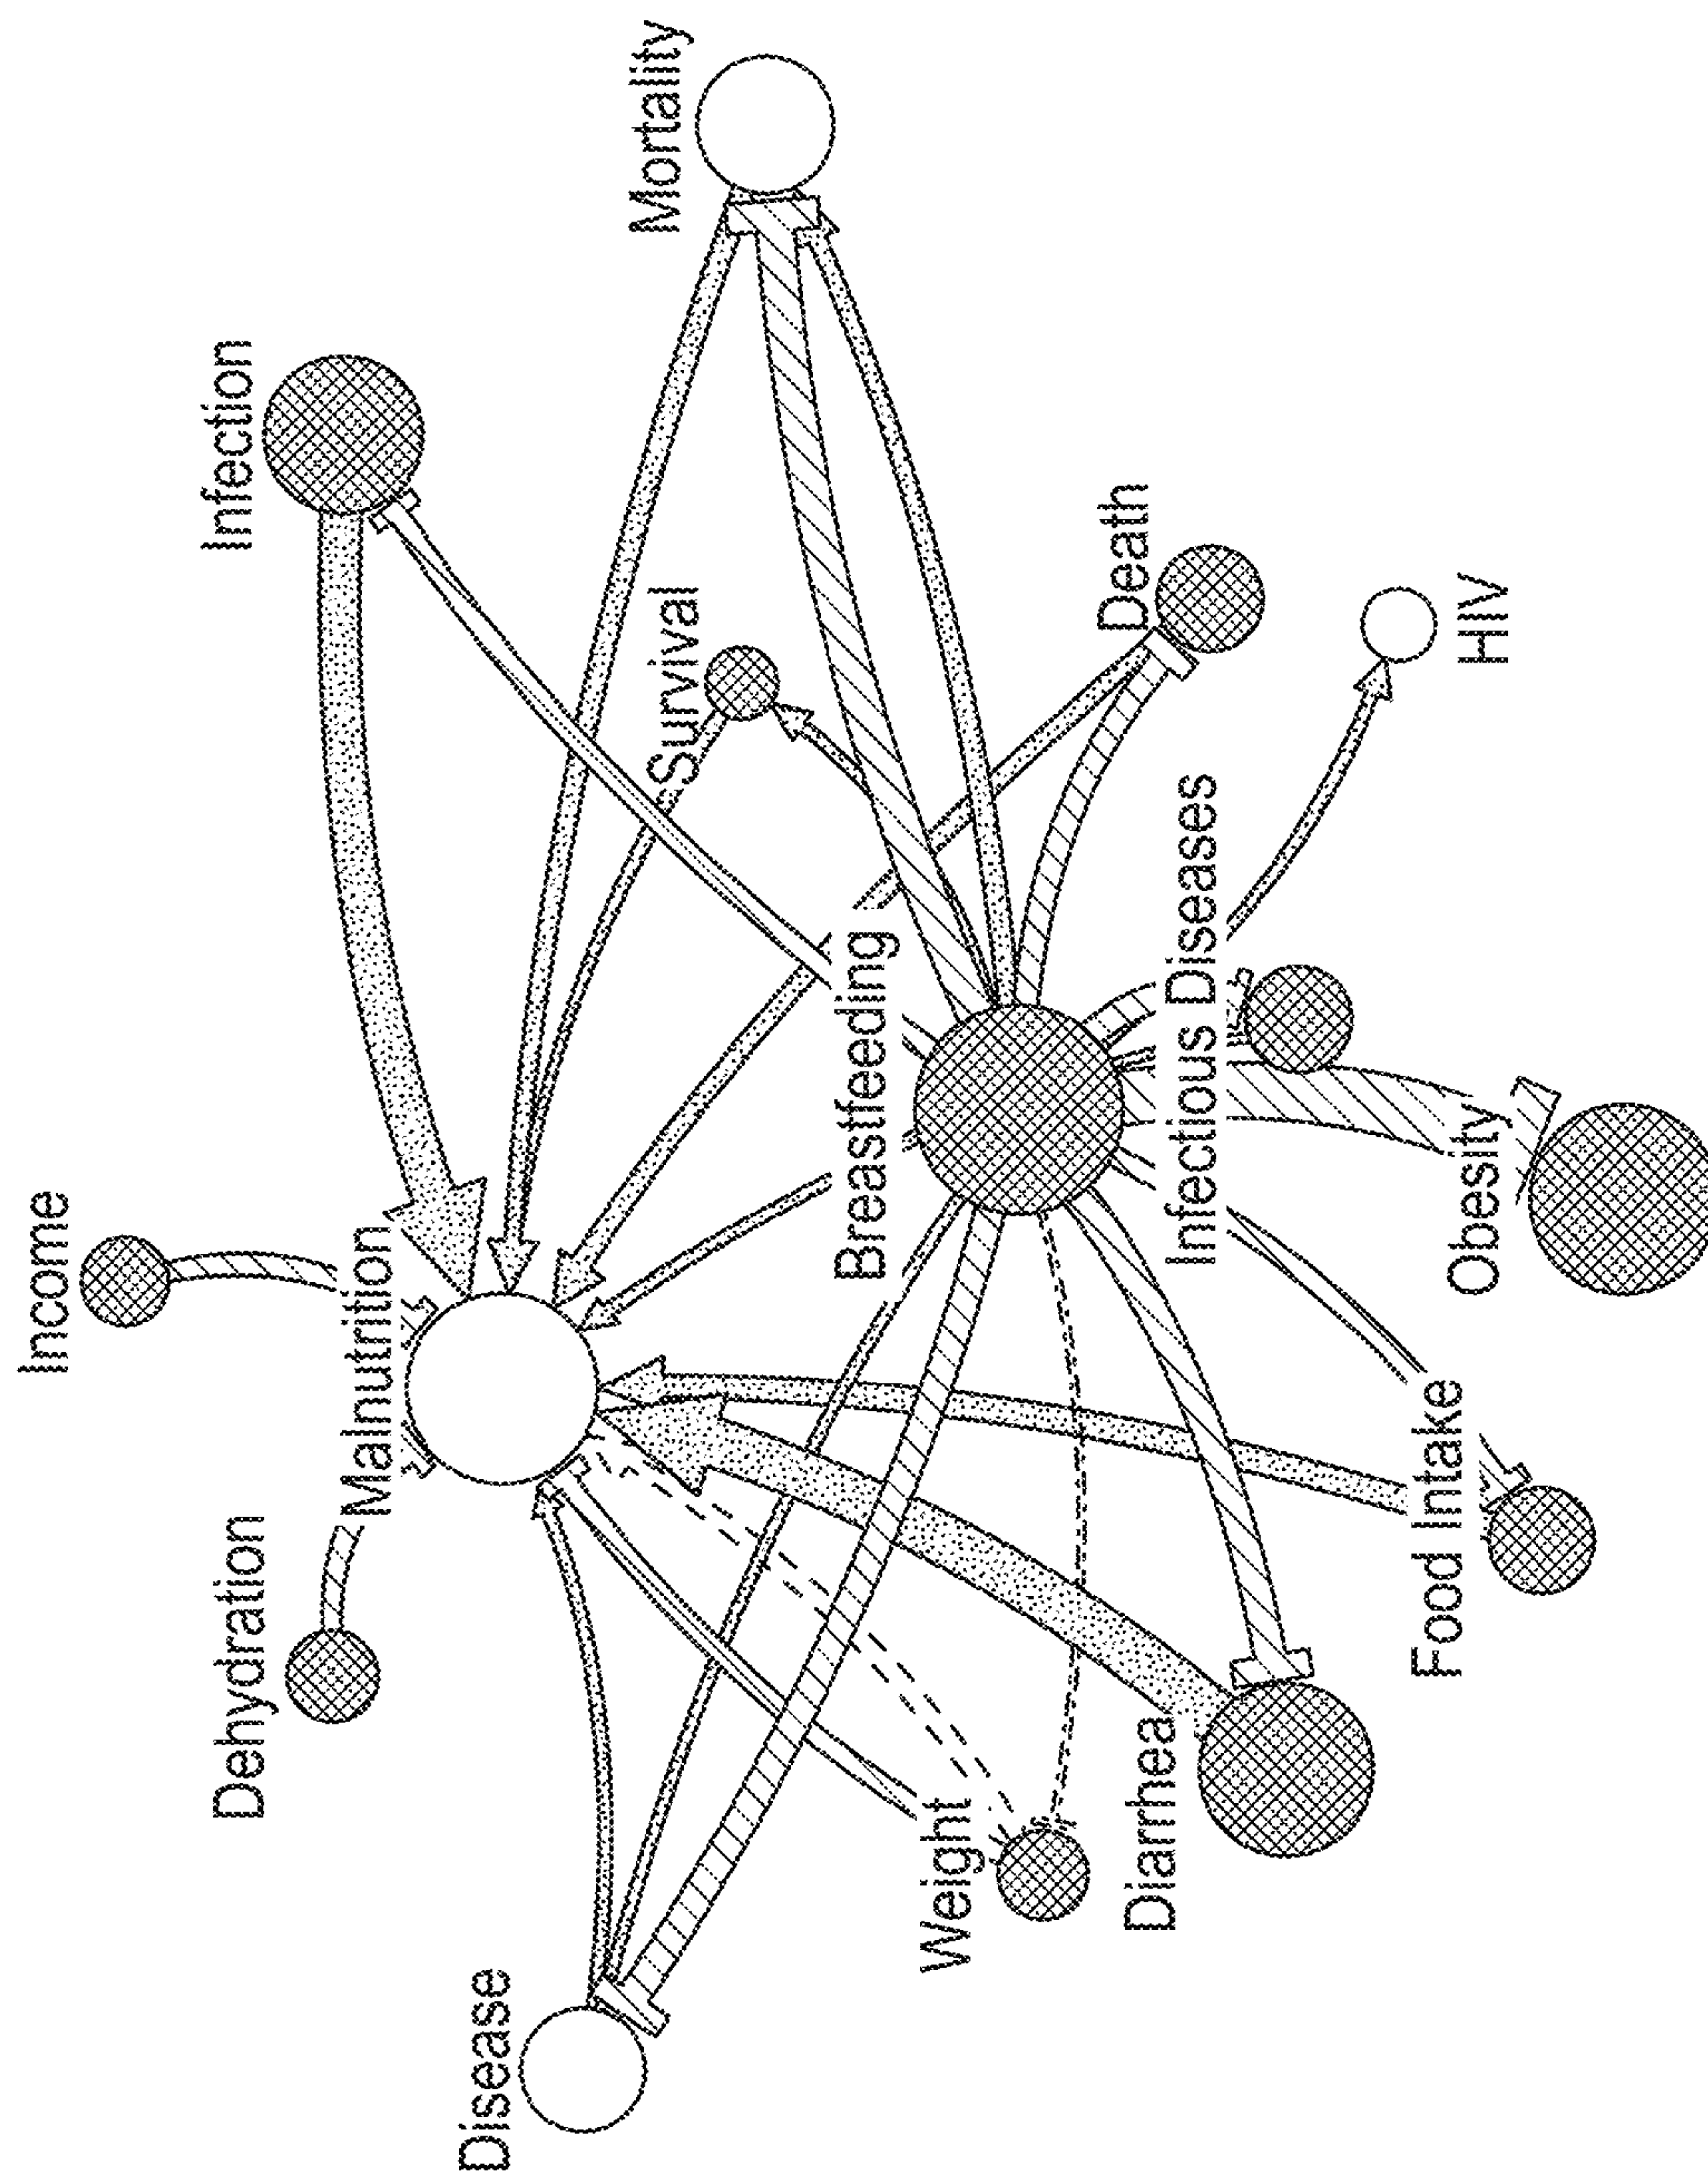 Income
Dehydration
Malnutrition
Infection
Disease
Mortality
Survival
Breastfeeding
Weight
Death
Diarrhea
Infectious Diseases
Food Intake
Obesity
HIV